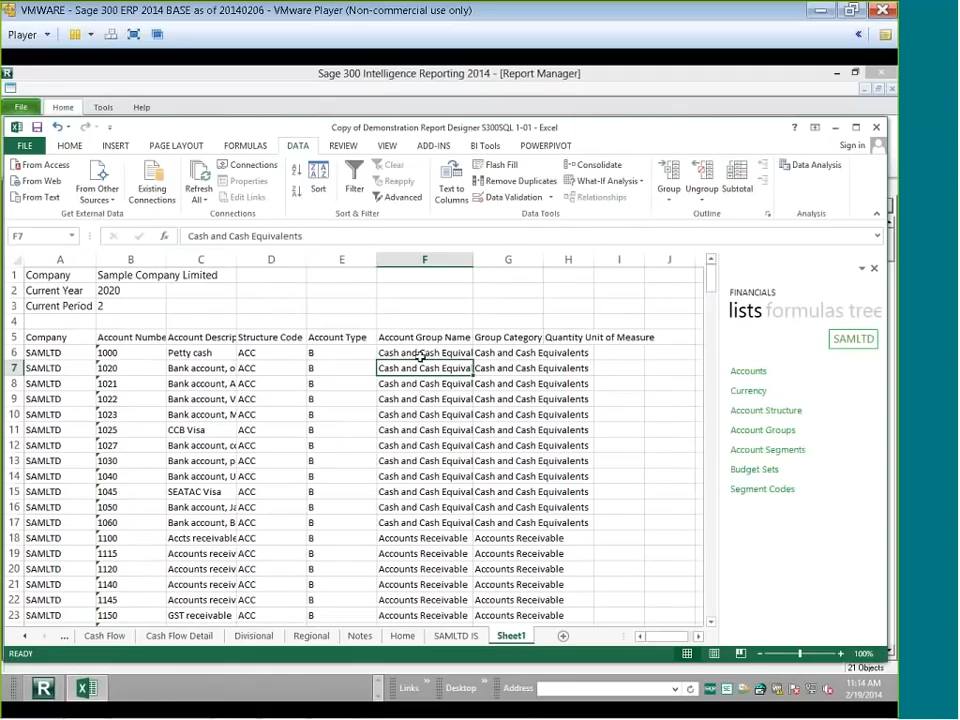 VMWARE - Sage 300 ERP 2014 BASE as of 20140206 - VMware Player (Non-commercial use only)
Player
Sage 300 Intelligence Reporting 2014 - [Report Manager]
File Home Tools Help
Copy of Demonstration Report Designer S300SQL 1-01 - Excel
FILE HOME INSERT PAGE LAYOUT FORMULAS DATA REVIEW VIEW ADD-INS BI Tools POWERPIVOT Sign in
From Access
From Web
From Text
From Other Sources
Existing Connections
Get External Data
Refresh All
Connections
Properties
Edit Links
Connections
Sort
Filter
Clear
Reapply
Advanced
Sort & Filter
Text to Columns
Flash Fill
Remove Duplicates
Data Validation
Consolidate
What-If Analysis
Relationships
Data Tools
Group
Ungroup
Subtotal
Outline
Data Analysis
Analysis
F7 fx Cash and Cash Equivalents
A B C D E F G H I J
1 Company Sample Company Limited
2 Current Year 2020
3 Current Period 2
4
5 Company Account Numbe Account Descrip Structure Code Account Type Account Group Name Group Category Quantity Unit of Measure
6 SAMLTD 1000 Petty cash ACC B Cash and Cash Equival Cash and Cash Equivalents
7 SAMLTD 1020 Bank account, o ACC B Cash and Cash Equiva Cash and Cash Equivalents
8 SAMLTD 1021 Bank account, A ACC B Cash and Cash Equival Cash and Cash Equivalents
9 SAMLTD 1022 Bank account, V ACC B Cash and Cash Equival Cash and Cash Equivalents
10 SAMLTD 1023 Bank account, M ACC B Cash and Cash Equival Cash and Cash Equivalents
11 SAMLTD 1025 CCB Visa ACC B Cash and Cash Equival Cash and Cash Equivalents
12 SAMLTD 1027 Bank account, co ACC B Cash and Cash Equival Cash and Cash Equivalents
13 SAMLTD 1030 Bank account, p ACC B Cash and Cash Equival Cash and Cash Equivalents
14 SAMLTD 1040 Bank account, U ACC B Cash and Cash Equival Cash and Cash Equivalents
15 SAMLTD 1045 SEATAC Visa ACC B Cash and Cash Equival Cash and Cash Equivalents
16 SAMLTD 1050 Bank account, Ja ACC B Cash and Cash Equival Cash and Cash Equivalents
17 SAMLTD 1060 Bank account, B ACC B Cash and Cash Equival Cash and Cash Equivalents
18 SAMLTD 1100 Accts receivable ACC B Accounts Receivable Accounts Receivable
19 SAMLTD 1115 Accounts receiv ACC B Accounts Receivable Accounts Receivable
20 SAMLTD 1120 Accounts receiv ACC B Accounts Receivable Accounts Receivable
21 SAMLTD 1140 Accounts receiv ACC B Accounts Receivable Accounts Receivable
22 SAMLTD 1145 Accounts receiv ACC B Accounts Receivable Accounts Receivable
23 SAMLTD 1150 GST receivable ACC B Accounts Receivable Accounts Receivable
FINANCIALS
lists formulas tree
SAMLTD
Accounts
Currency
Account Structure
Account Groups
Account Segments
Budget Sets
Segment Codes
... Cash Flow Cash Flow Detail Divisional Regional Notes Home SAMLTD IS Sheet1
READY 100%
21 Objects
Links Desktop Address
11:14 AM
2/19/2014